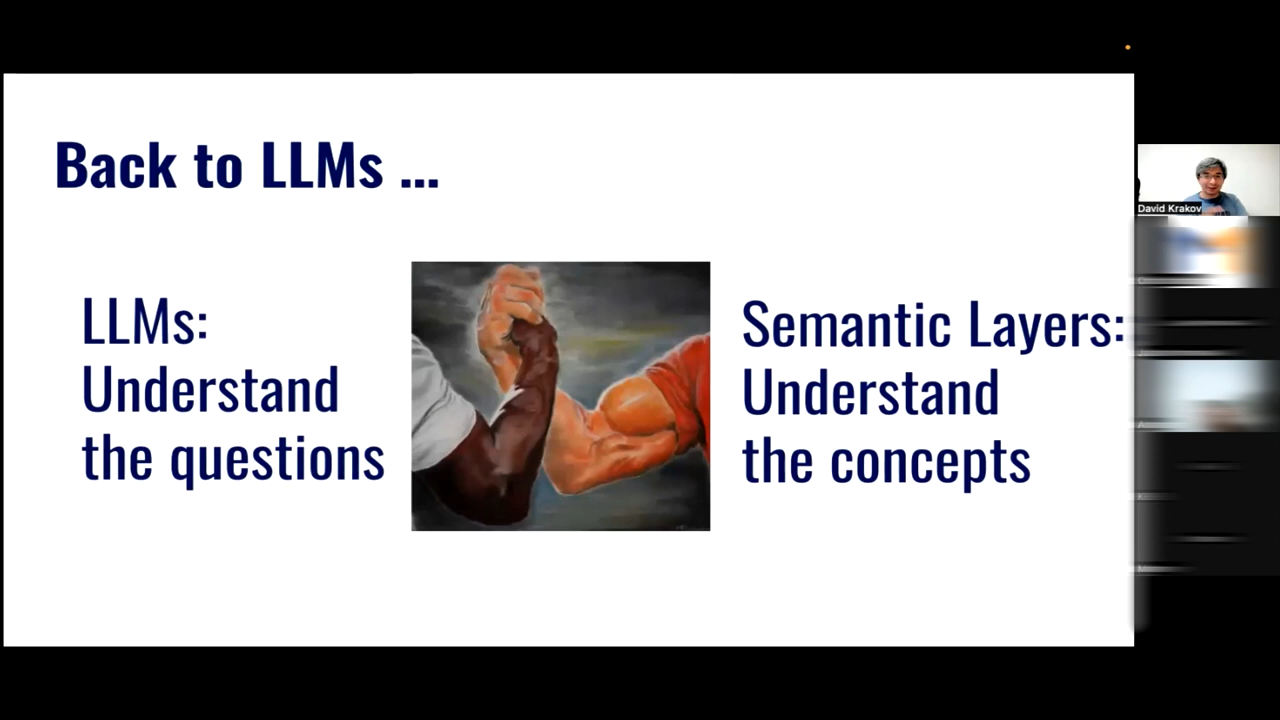 Back to LLMs ...
LLMs:
Understand
the questions
Semantic Layers:
Understand
the concepts
David Krakov